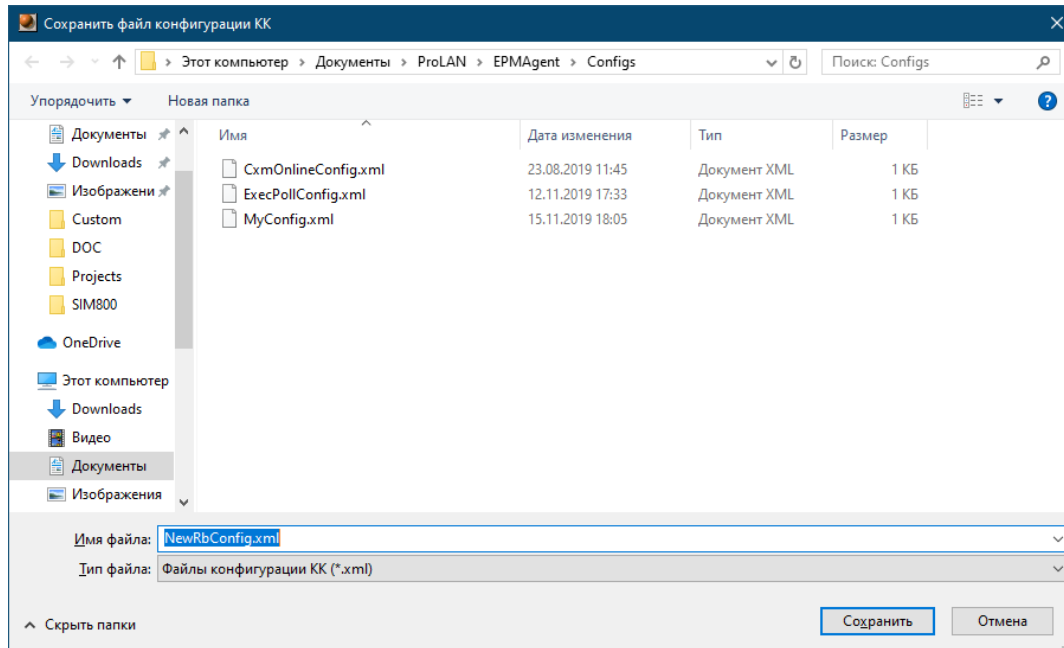 Сохранить файл конфигурации КК
Этот компьютер › Документы › ProLAN › EPMAgent › Configs
Поиск: Configs
Упорядочить
Новая папка
Документы
Downloads
Изображени
Custom
DOC
Projects
SIM800
OneDrive
Этот компьютер
Downloads
Видео
Документы
Изображения
Имя Дата изменения Тип Размер
CxmOnlineConfig.xml 23.08.2019 11:45 Документ XML 1 КБ
ExecPollConfig.xml 12.11.2019 17:33 Документ XML 1 КБ
MyConfig.xml 15.11.2019 18:05 Документ XML 1 КБ
Имя файла: NewRbConfig.xml
Тип файла: Файлы конфигурации КК (*.xml)
Скрыть папки
Сохранить
Отмена